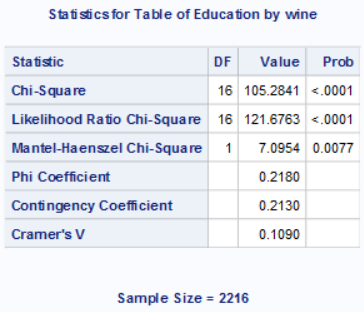 Statistics for Table of Education by wine
Statistic DF Value Prob
Chi-Square 16 105.2841 <.0001
Likelihood Ratio Chi-Square 16 121.6763 <.0001
Mantel-Haenszel Chi-Square 1 7.0954 0.0077
Phi Coefficient 0.2180
Contingency Coefficient 0.2130
Cramer's V 0.1090
Sample Size = 2216